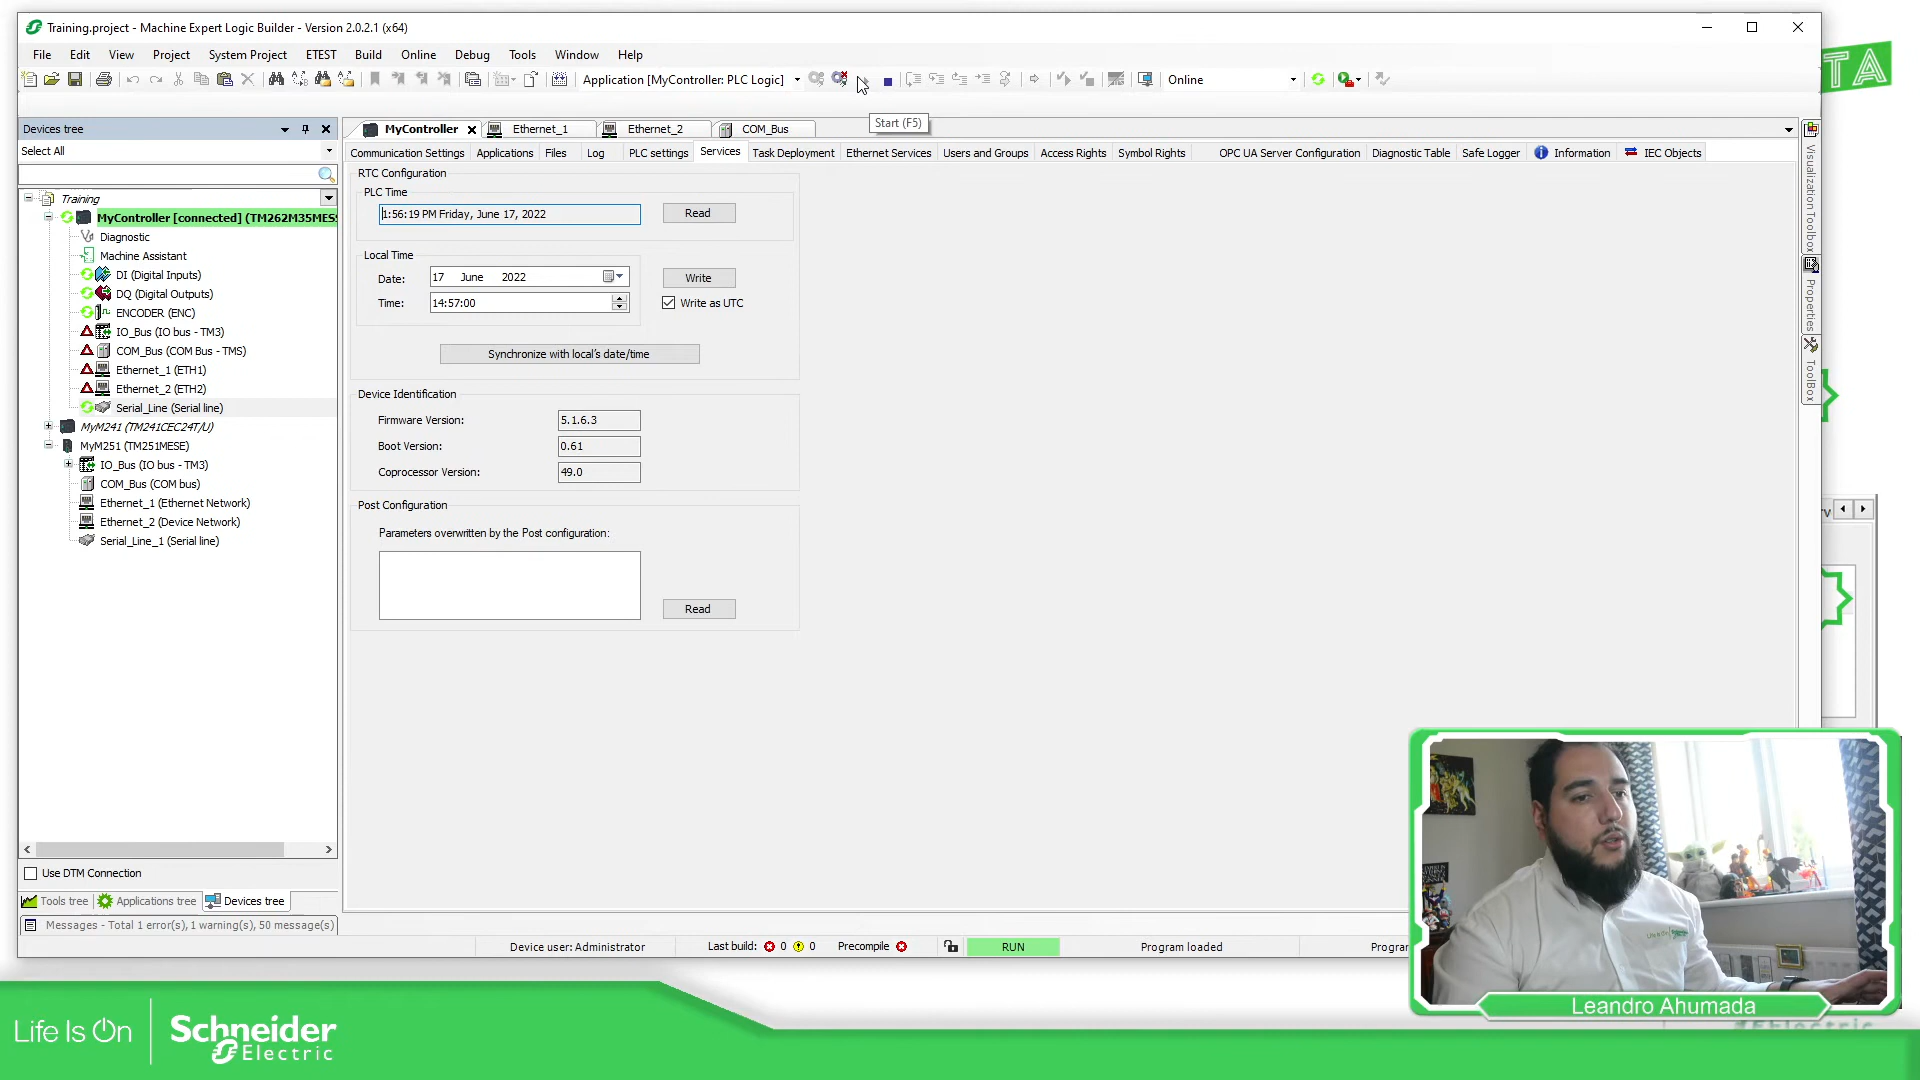 Training.project - Machine Expert Logic Builder - Version 2.0.2.1 (x64)
File Edit View Project System Project ETEST Build Online Debug Tools Window Help
Application [MyController: PLC Logic] Online
TA
Start (F5)
Devices tree
MyController Ethernet_1 Ethernet_2 COM_Bus
Select All
Communication Settings Applications Files Log PLC settings Services Task Deployment Ethernet Services Users and Groups Access Rights Symbol Rights OPC UA Server Configuration Diagnostic Table Safe Logger Information IEC Objects
Training
MyController [connected] (TM262M35MES
Diagnostic
Machine Assistant
DI (Digital Inputs)
DQ (Digital Outputs)
ENCODER (ENC)
IO_Bus (IO bus - TM3)
COM_Bus (COM Bus - TMS)
Ethernet_1 (ETH1)
Ethernet_2 (ETH2)
Serial_Line (Serial line)
MyM241 (TM241CEC24T/U)
MyM251 (TM251MESE)
IO_Bus (IO bus - TM3)
COM_Bus (COM bus)
Ethernet_1 (Ethernet Network)
Ethernet_2 (Device Network)
Serial_Line_1 (Serial line)
RTC Configuration
PLC Time
1:56:19 PM Friday, June 17, 2022 Read
Local Time
Date: 17 June 2022 Write
Time: 14:57:00 Write as UTC
Synchronize with local's date/time
Device Identification
Firmware Version: 5.1.6.3
Boot Version: 0.61
Coprocessor Version: 49.0
Post Configuration
Parameters overwritten by the Post configuration:
Read
Visualization Toolbox
Properties
ToolBox
Use DTM Connection
Tools tree Applications tree Devices tree
Messages - Total 1 error(s), 1 warning(s), 50 message(s)
Device user: Administrator Last build: 0 0 Precompile RUN Program loaded Progra
Leandro Ahumada
Life Is On Schneider Electric